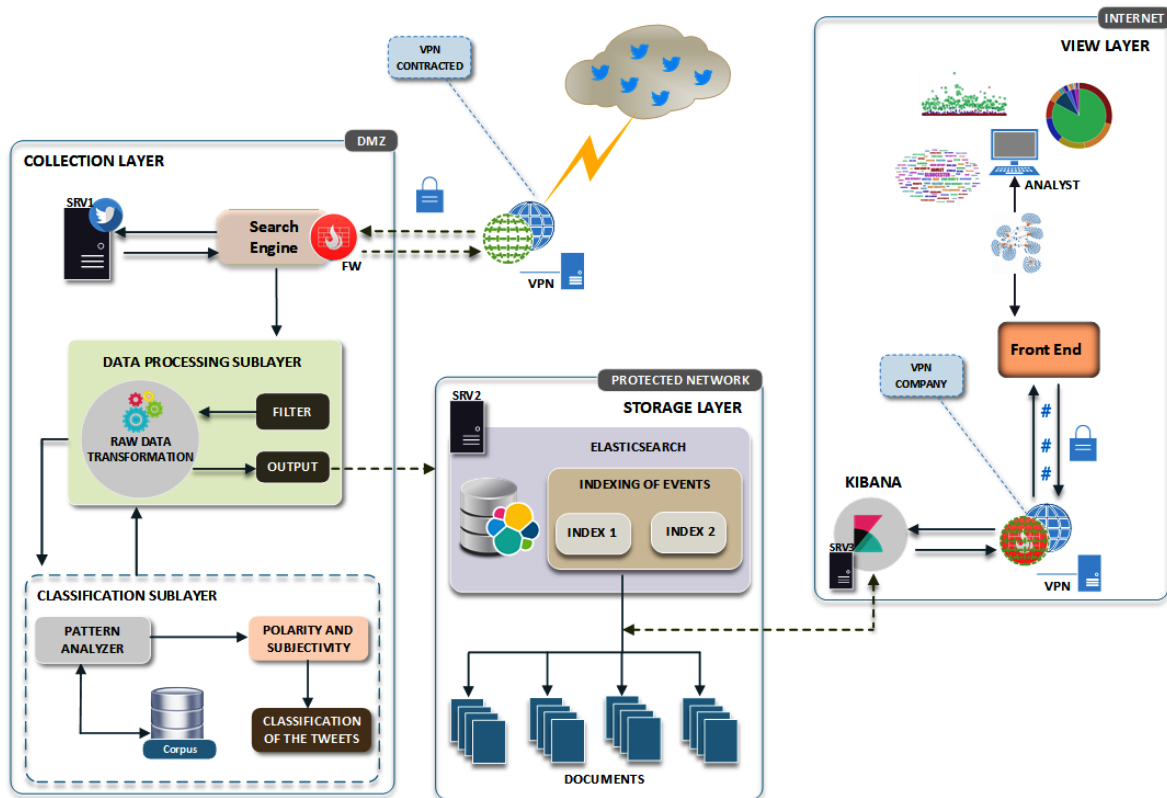 INTERNET
VIEW LAYER
VPN
CONTRACTED
DMZ
COLLECTION LAYER
SRV1
Search
Engine
FW
VPN
ANALYST
DATA PROCESSING SUBLAYER
FILTER
RAW DATA
TRANSFORMATION
OUTPUT
PROTECTED NETWORK
SRV2
STORAGE LAYER
ELASTICSEARCH
INDEXING OF EVENTS
INDEX 1
INDEX 2
Front End
VPN
COMPANY
#
#
#
KIBANA
SRV3
VPN
CLASSIFICATION SUBLAYER
PATTERN
ANALYZER
POLARITY AND
SUBJECTIVITY
Corpus
CLASSIFICATION
OF THE TWEETS
DOCUMENTS